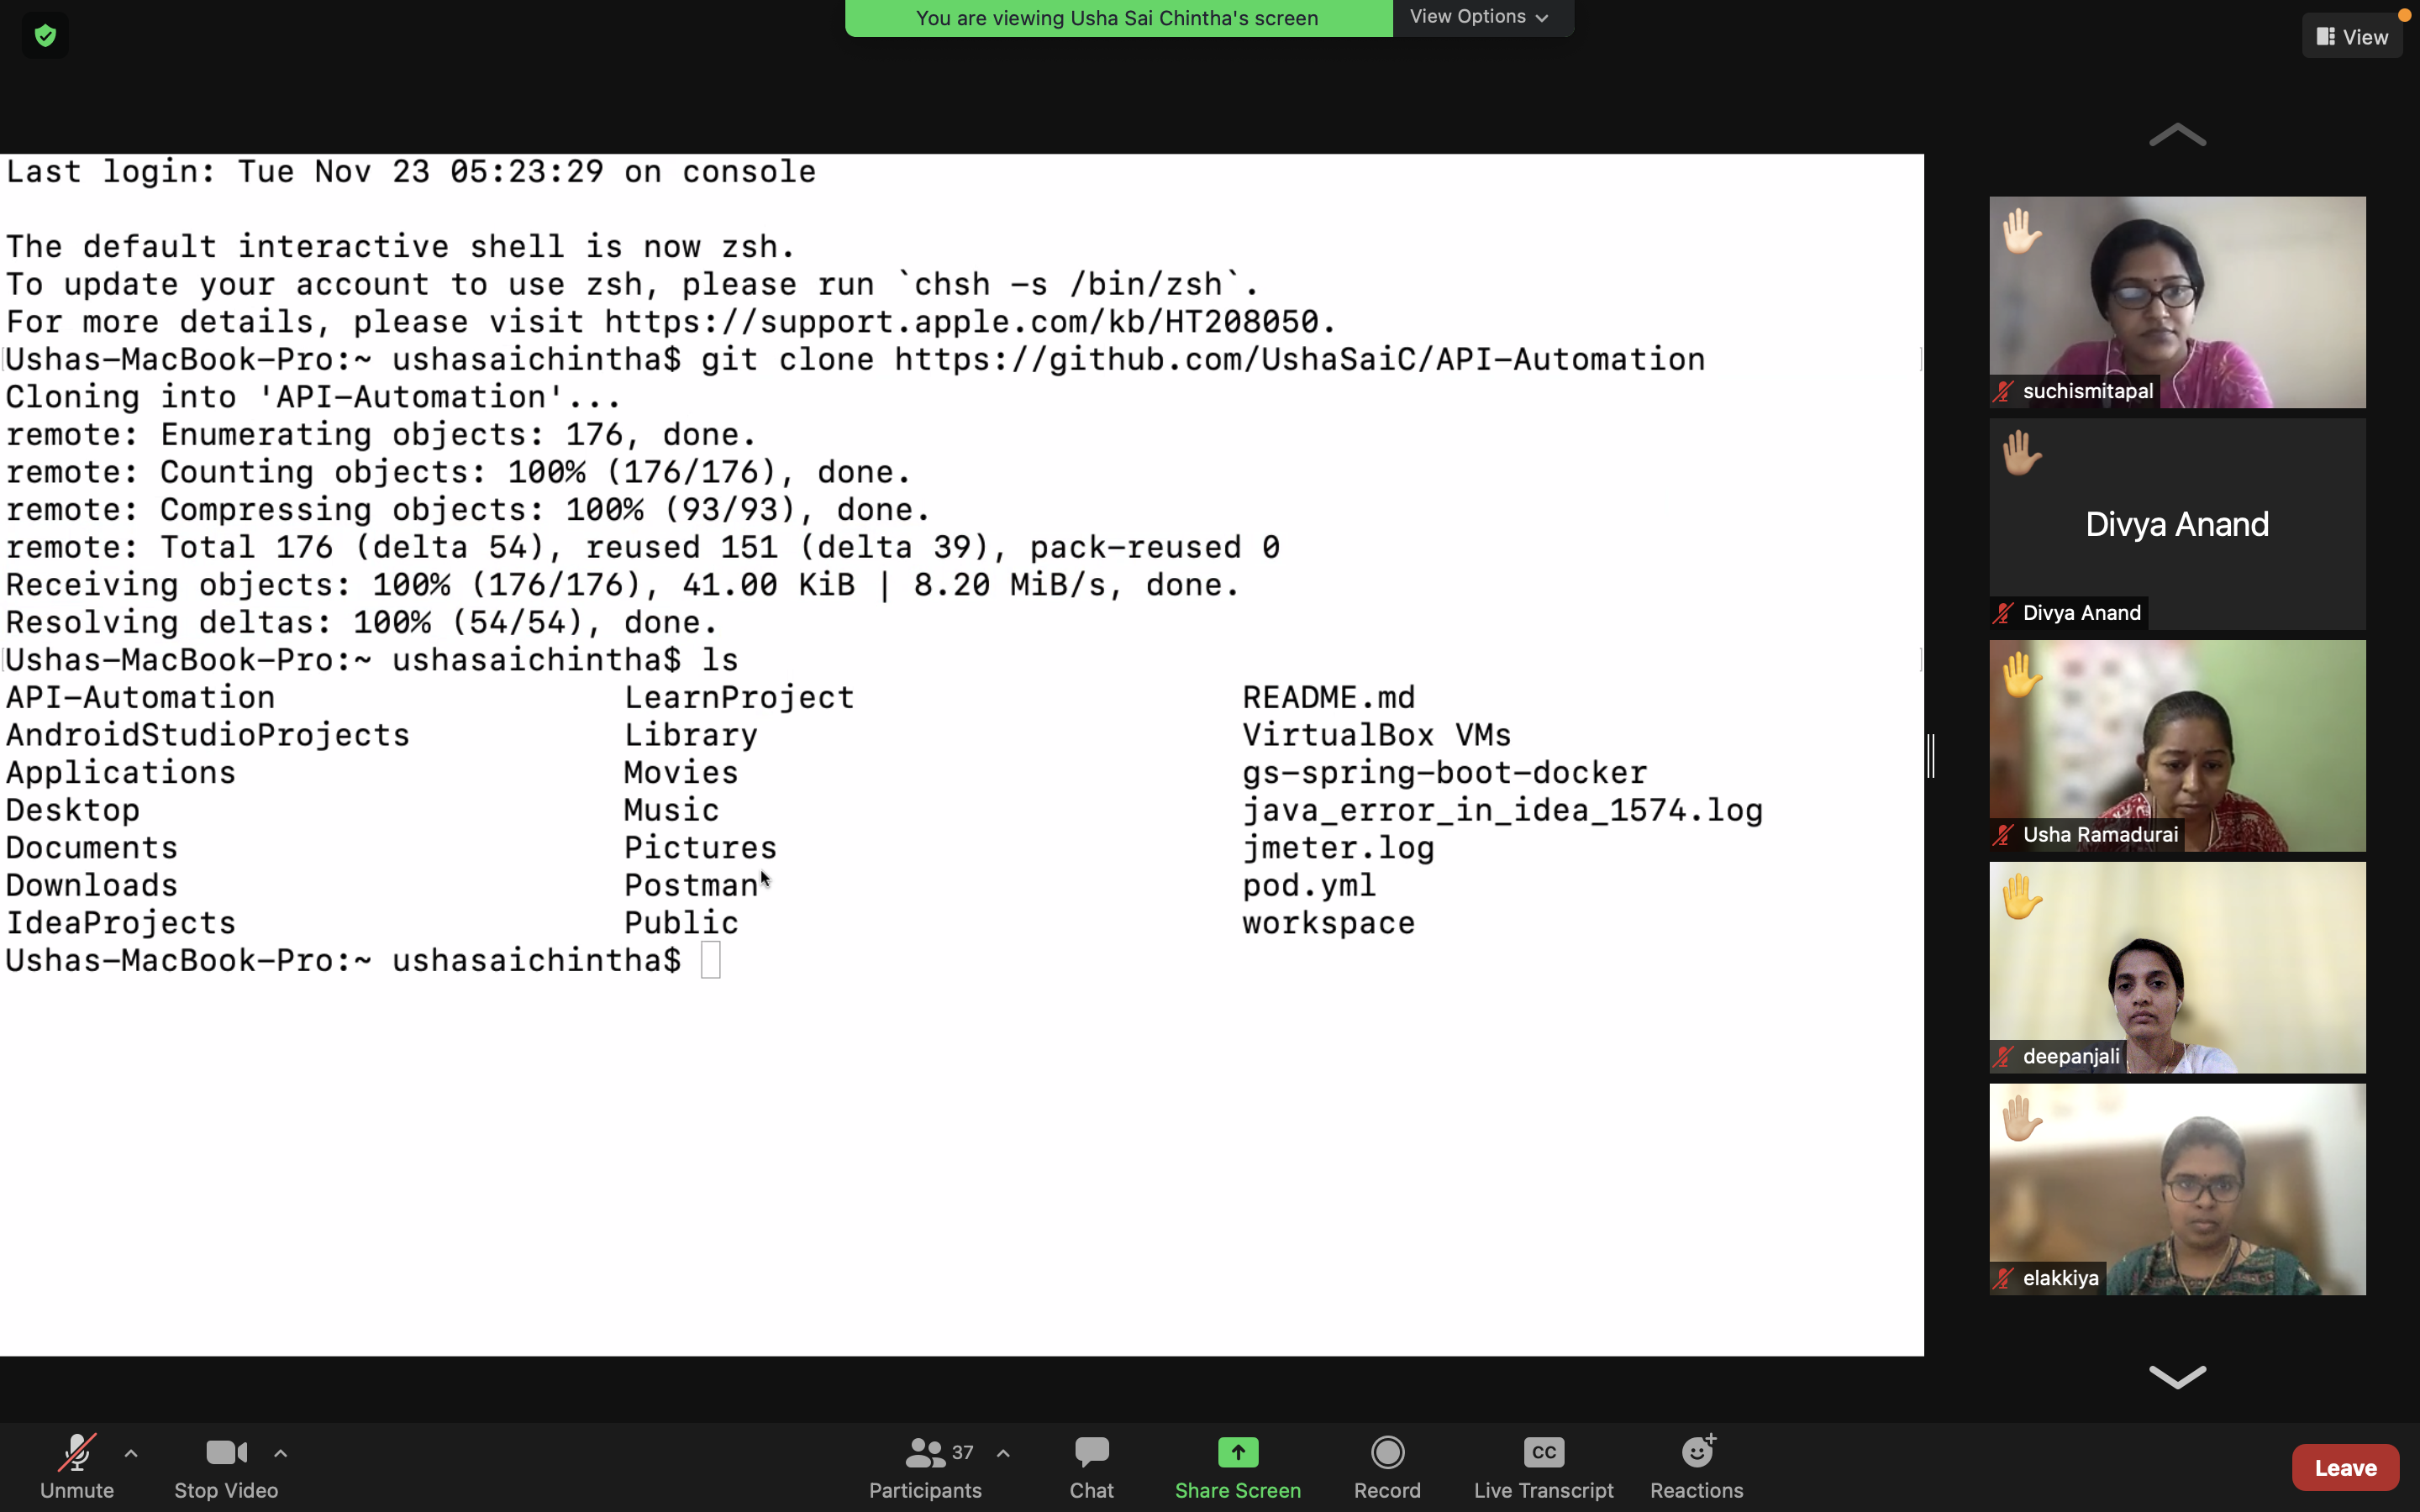 You are viewing Usha Sai Chintha's screen
View Options
View
Last login: Tue Nov 23 05:23:29 on console
The default interactive shell is now zsh.
To update your account to use zsh, please run `chsh -s /bin/zsh`.
For more details, please visit https://support.apple.com/kb/HT208050.
Ushas-MacBook-Pro:~ ushasaichintha$ git clone https://github.com/UshaSaiC/API-Automation
Cloning into 'API-Automation'...
remote: Enumerating objects: 176, done.
remote: Counting objects: 100% (176/176), done.
remote: Compressing objects: 100% (93/93), done.
remote: Total 176 (delta 54), reused 151 (delta 39), pack-reused 0
Receiving objects: 100% (176/176), 41.00 KiB | 8.20 MiB/s, done.
Resolving deltas: 100% (54/54), done.
Ushas-MacBook-Pro:~ ushasaichintha$ ls
API-Automation LearnProject README.md
AndroidStudioProjects Library VirtualBox VMs
Applications Movies gs-spring-boot-docker
Desktop Music java_error_in_idea_1574.log
Documents Pictures jmeter.log
Downloads Postman pod.yml
IdeaProjects Public workspace
Ushas-MacBook-Pro:~ ushasaichintha$
suchismitapal
Divya Anand
Divya Anand
Usha Ramadurai
deepanjali
elakkiya
Unmute
Stop Video
37
Participants
Chat
Share Screen
Record
CC
Live Transcript
Reactions
Leave